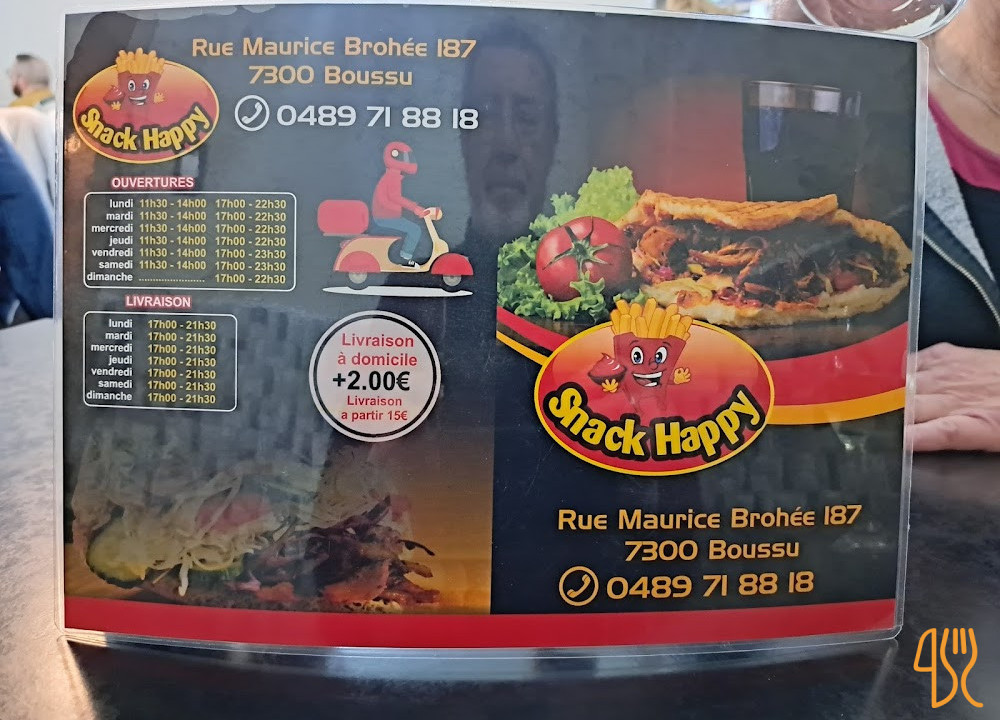 Rue Maurice Brohée 187
7300 Boussu
0489 71 88 18
Snack Happy
OUVERTURES
lundi 11h30 - 14h00 17h00 - 22h30
mardi 11h30 - 14h00 17h00 - 22h30
mercredi 11h30 - 14h00 17h00 - 22h30
jeudi 11h30 - 14h00 17h00 - 22h30
vendredi 11h30 - 14h00 17h00 - 23h30
samedi 11h30 - 14h00 17h00 - 23h30
dimanche ........................ 17h00 - 22h30
LIVRAISON
lundi 17h00 - 21h30
mardi 17h00 - 21h30
mercredi 17h00 - 21h30
jeudi 17h00 - 21h30
vendredi 17h00 - 21h30
samedi 17h00 - 21h30
dimanche 17h00 - 21h30
Livraison
à domicile
+2.00€
Livraison
a partir 15€
Snack Happy
Rue Maurice Brohée 187
7300 Boussu
0489 71 88 18